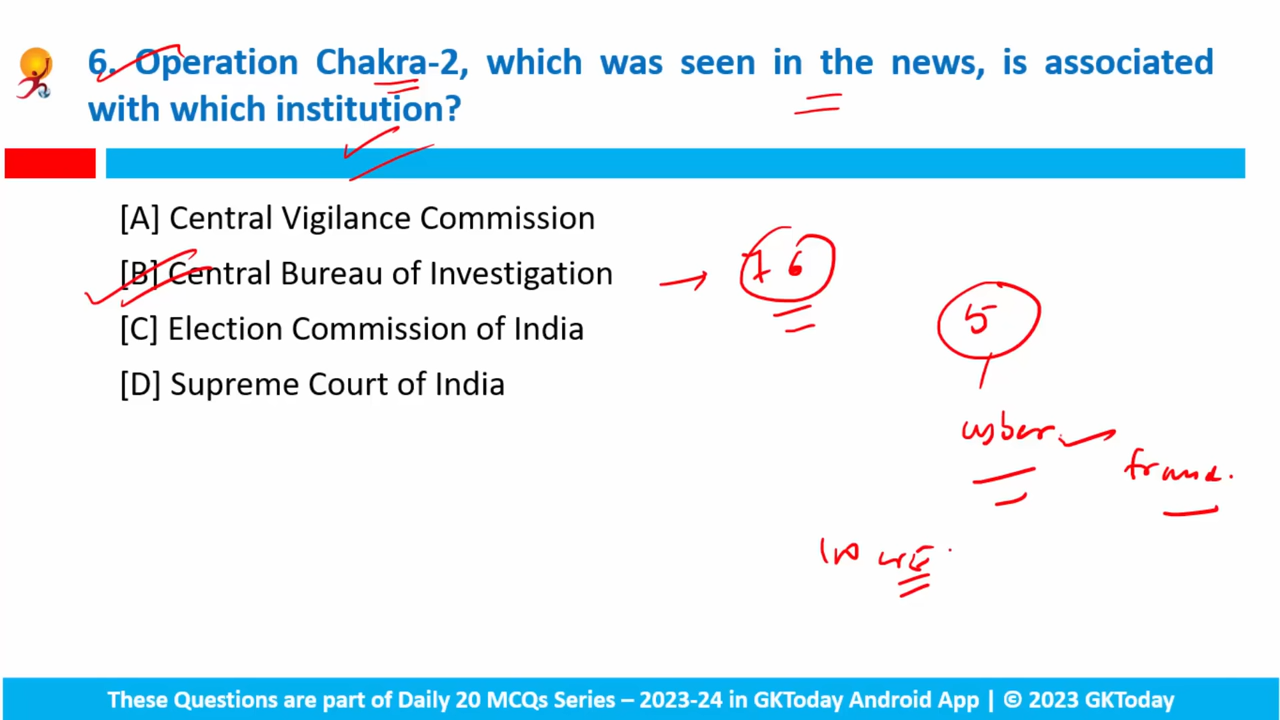 6. Operation Chakra-2, which was seen in the news, is associated
with which institution?
[A] Central Vigilance Commission
[B] Central Bureau of Investigation
[C] Election Commission of India
[D] Supreme Court of India
76
5
cyber
fraud.
These Questions are part of Daily 20 MCQs Series – 2023-24 in GKToday Android App | © 2023 GKToday